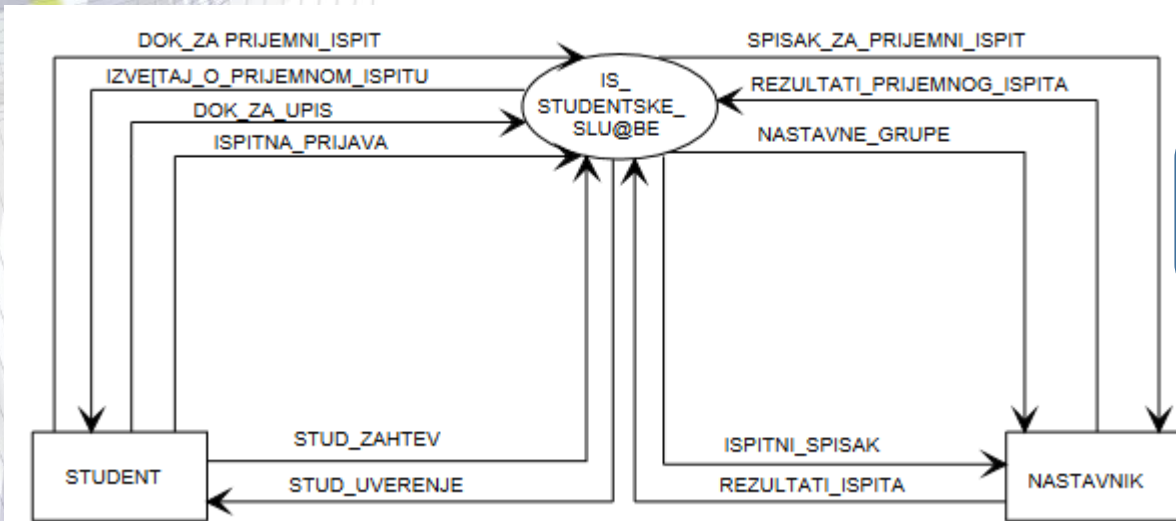 DOK_ZA PRIJEMNI_ISPIT
SPISAK_ZA_PRIJEMNI_ISPIT
IZVE[TAJ_O_PRIJEMNOM_ISPITU
IS_
STUDENTSKE_
SLU@BE
REZULTATI_PRIJEMNOG_ISPITA
DOK_ZA_UPIS
NASTAVNE_GRUPE
ISPITNA_PRIJAVA
STUD_ZAHTEV
ISPITNI_SPISAK
STUDENT
STUD_UVERENJE
REZULTATI_ISPITA
NASTAVNIK